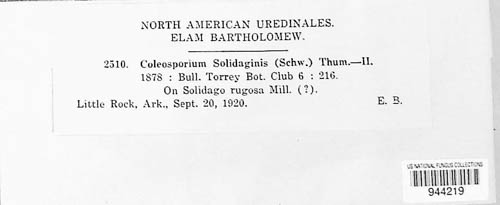 NORTH AMERICAN UREDINALES.
ELAM BARTHOLOMEW.
2510. Coleosporium Solidaginis (Schw.) Thum.—II.
1878 : Bull. Torrey Bot. Club 6 : 216.
On Solidago rugosa Mill. (?).
Little Rock, Ark., Sept. 20, 1920. E. B.
US NATIONAL FUNGUS COLLECTIONS
944219